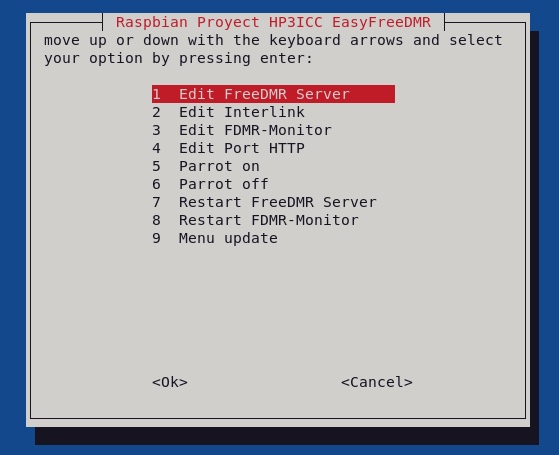 Raspbian Proyect HP3ICC EasyFreeDMR
move up or down with the keyboard arrows and select
your option by pressing enter:
1 Edit FreeDMR Server
2 Edit Interlink
3 Edit FDMR-Monitor
4 Edit Port HTTP
5 Parrot on
6 Parrot off
7 Restart FreeDMR Server
8 Restart FDMR-Monitor
9 Menu update
<Ok> <Cancel>